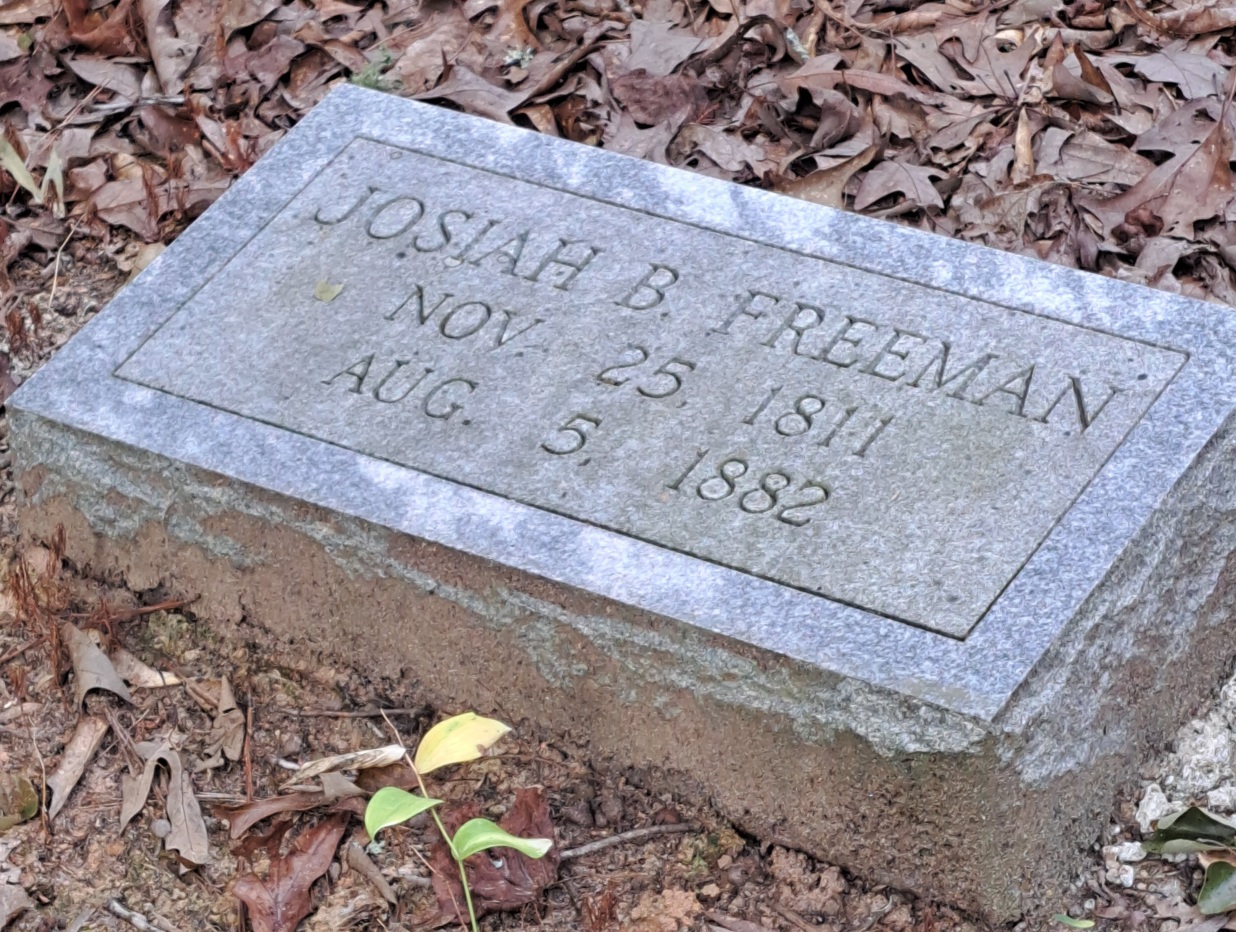 JOSIAH B. FREEMAN
NOV. 25, 1811
AUG. 5, 1882